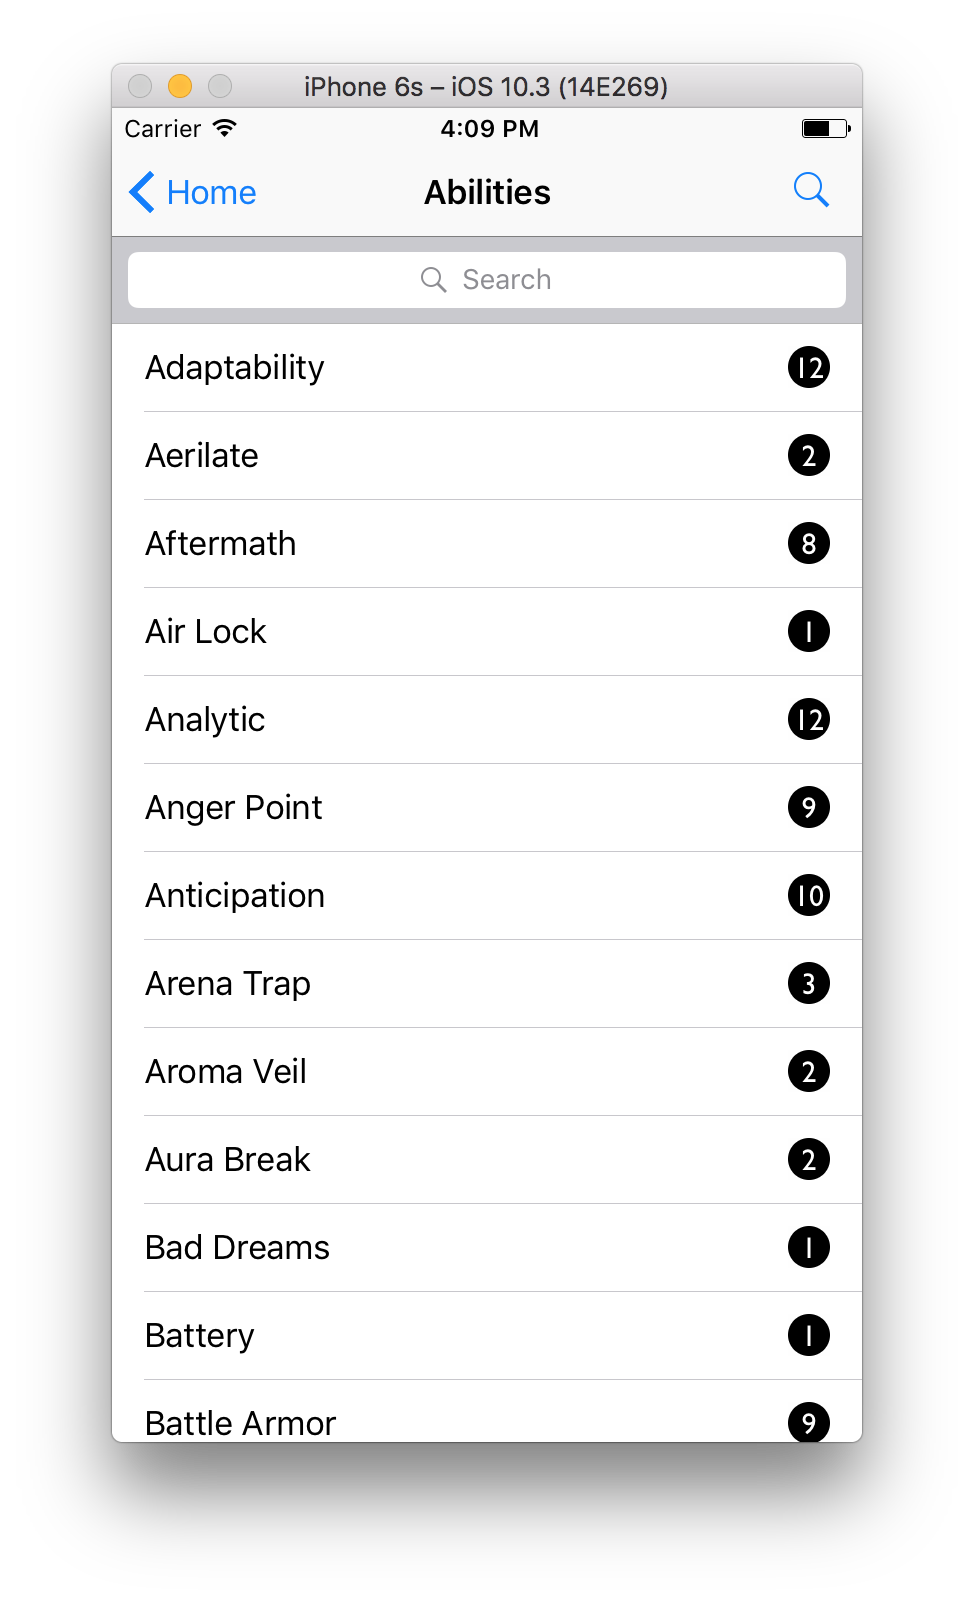 iPhone 6s – iOS 10.3 (14E269)
Carrier 4:09 PM
Home Abilities
Search
Adaptability 12
Aerilate 2
Aftermath 8
Air Lock 1
Analytic 12
Anger Point 9
Anticipation 10
Arena Trap 3
Aroma Veil 2
Aura Break 2
Bad Dreams 1
Battery 1
Battle Armor 9